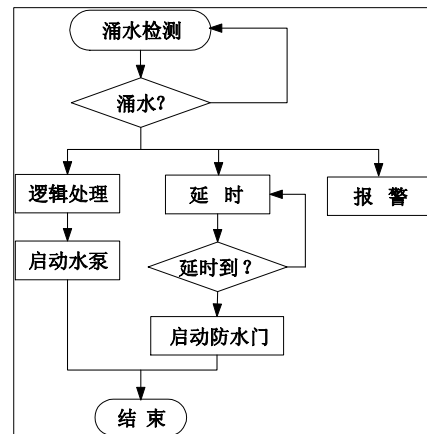 涌水检测
涌水？
逻辑处理
延 时
报 警
启动水泵
延时到？
启动防水门
结 束